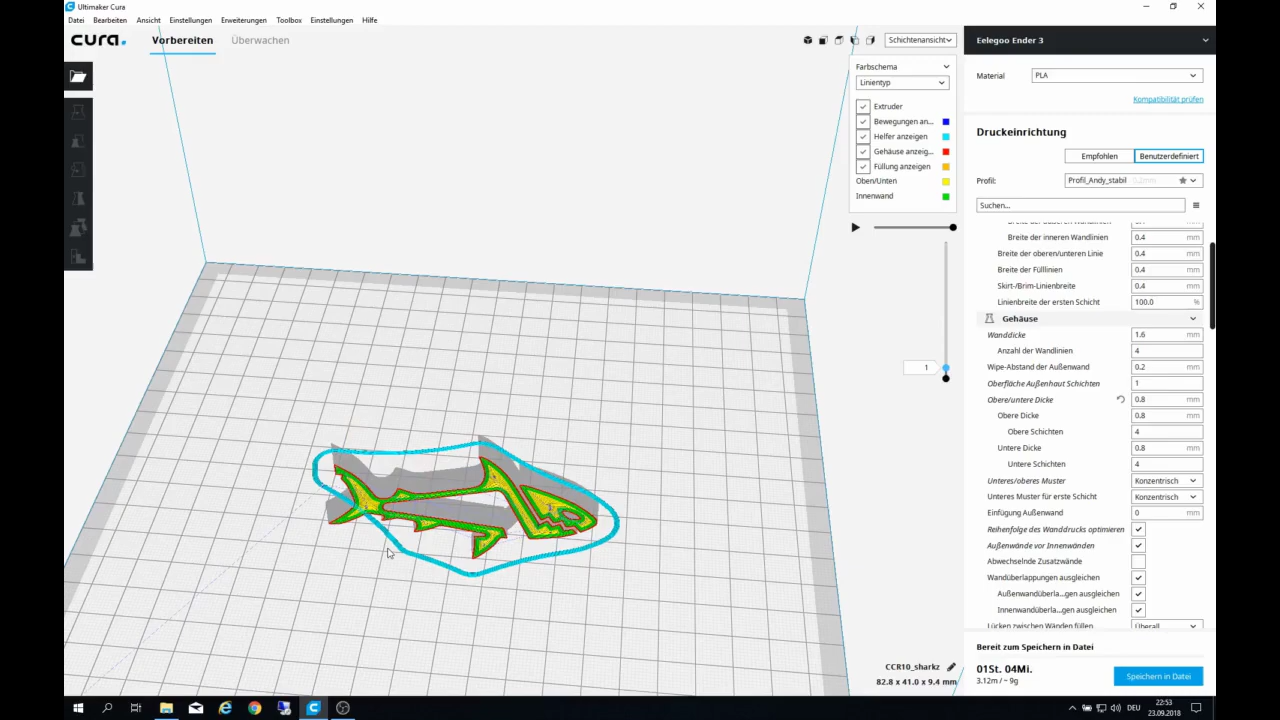 Ultimaker Cura
Datei Bearbeiten Ansicht Einstellungen Erweiterungen Toolbox Einstellungen Hilfe
cura. Vorbereiten Überwachen Schichtenansicht Eelegoo Ender 3
Farbschema
Linientyp
Extruder
Bewegungen an...
Helfer anzeigen
Gehäuse anzeig...
Füllung anzeigen
Oben/Unten
Innenwand
1
CCR10_sharkz
82.8 x 41.0 x 9.4 mm
Material PLA
Kompatibilität prüfen
Druckeinrichtung
Empfohlen Benutzerdefiniert
Profil: Profil_Andy_stabil 0.2mm
Suchen...
Breite der inneren Wandlinien 0.4 mm
Breite der oberen/unteren Linie 0.4 mm
Breite der Fülllinien 0.4 mm
Skirt-/Brim-Linienbreite 0.4 mm
Linienbreite der ersten Schicht 100.0 %
Gehäuse
Wanddicke 1.6 mm
Anzahl der Wandlinien 4
Wipe-Abstand der Außenwand 0.2 mm
Oberfläche Außenhaut Schichten 1
Obere/untere Dicke 0.8 mm
Obere Dicke 0.8 mm
Obere Schichten 4
Untere Dicke 0.8 mm
Untere Schichten 4
Unteres/oberes Muster Konzentrisch
Unteres Muster für erste Schicht Konzentrisch
Einfügung Außenwand 0 mm
Reihenfolge des Wanddrucks optimieren
Außenwände vor Innenwänden
Abwechselnde Zusatzwände
Wandüberlappungen ausgleichen
Außenwandüberla...gen ausgleichen
Innenwandüberla...gen ausgleichen
Lücken zwischen Wänden füllen Überall
Bereit zum Speichern in Datei
01St. 04Mi.
3.12m / ~ 9g
Speichern in Datei
DEU
22:53
23.09.2018